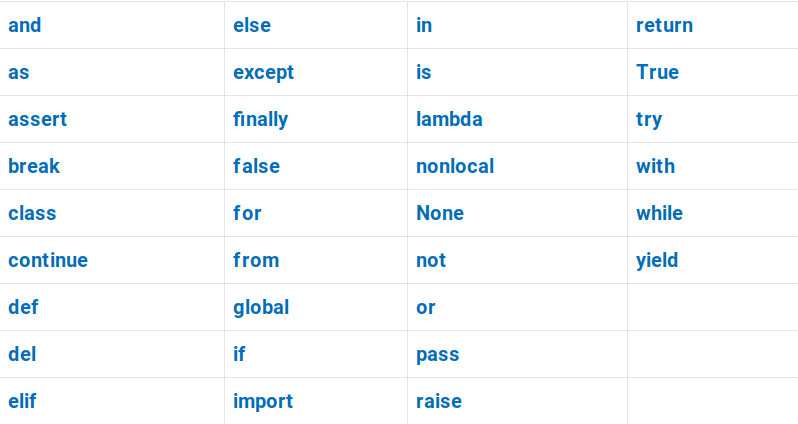 and else in return
as except is True
assert finally lambda try
break false nonlocal with
class for None while
continue from not yield
def global or
del if pass
elif import raise